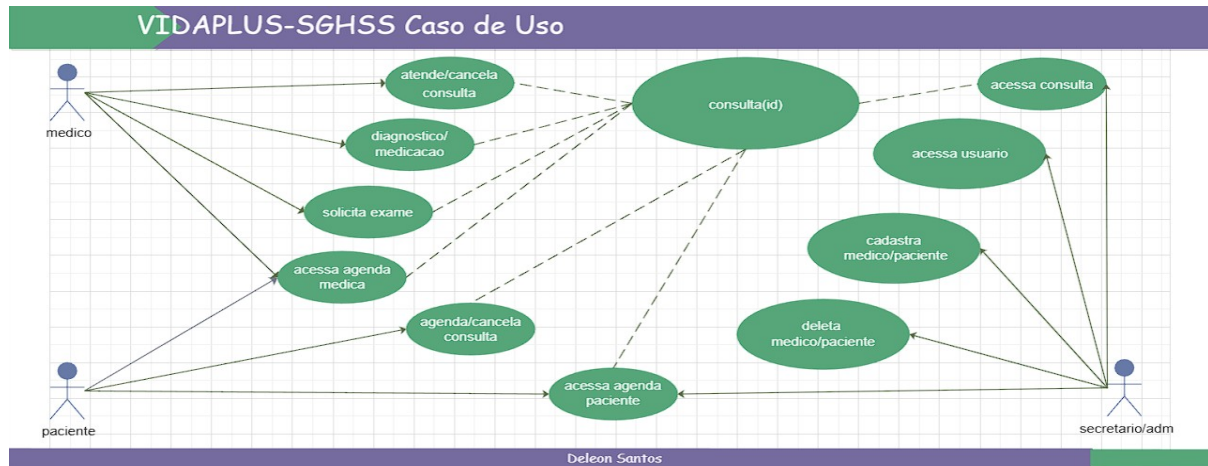 VIDAPLUS-SGHSS Caso de Uso
atende/cancela
consulta
consulta(id)
acessa consulta
medico
diagnostico/
medicacao
acessa usuario
solicita exame
cadastra
medico/paciente
acessa agenda
medica
agenda/cancela
consulta
deleta
medico/paciente
acessa agenda
paciente
paciente
secretario/adm
Deleon Santos